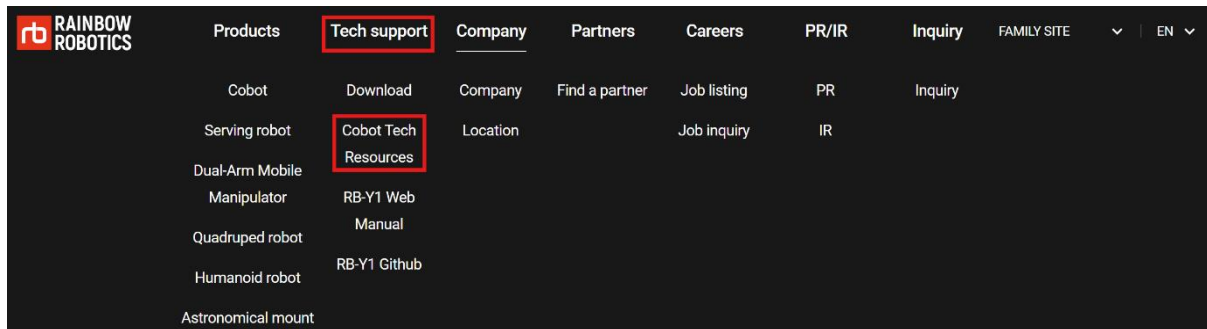 RAINBOW
ROBOTICS
Products
Tech support
Company
Partners
Careers
PR/IR
Inquiry
FAMILY SITE
EN
Cobot
Serving robot
Dual-Arm Mobile
Manipulator
Quadruped robot
Humanoid robot
Astronomical mount
Download
Cobot Tech
Resources
RB-Y1 Web
Manual
RB-Y1 Github
Company
Location
Find a partner
Job listing
Job inquiry
PR
IR
Inquiry